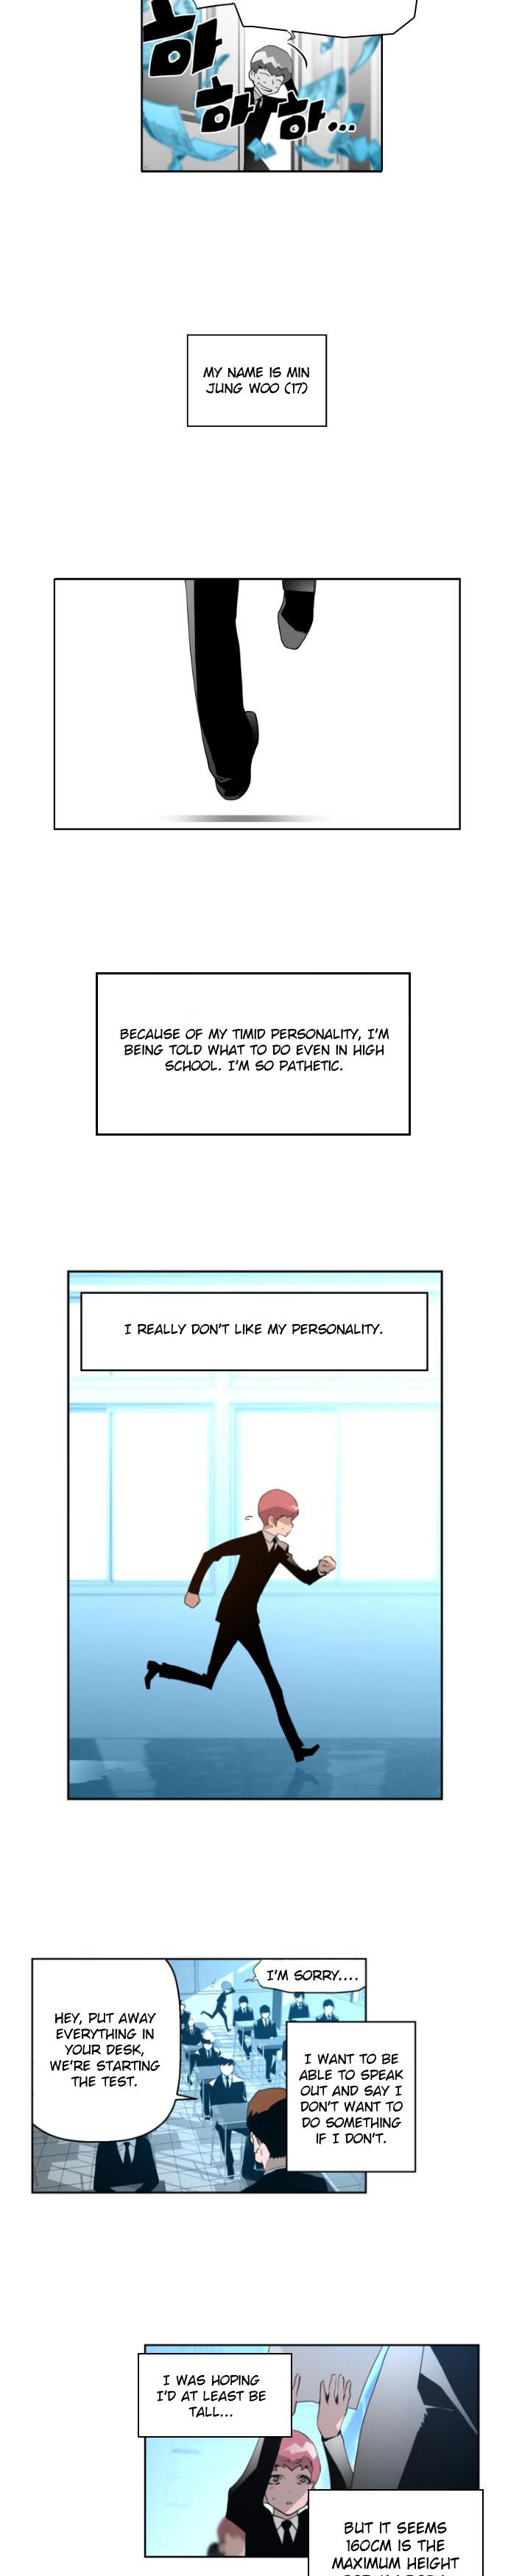 하
하 하...
MY NAME IS MIN
JUNG WOO (17)
BECAUSE OF MY TIMID PERSONALITY, I'M
BEING TOLD WHAT TO DO EVEN IN HIGH
SCHOOL. I'M SO PATHETIC.
I REALLY DON'T LIKE MY PERSONALITY.
I'M SORRY....
HEY, PUT AWAY
EVERYTHING IN
YOUR DESK,
WE'RE STARTING
THE TEST.
I WANT TO BE
ABLE TO SPEAK
OUT AND SAY I
DON'T WANT TO
DO SOMETHING
IF I DON'T.
I WAS HOPING
I'D AT LEAST BE
TALL...
BUT IT SEEMS
160CM IS THE
MAXIMUM HEIGHT